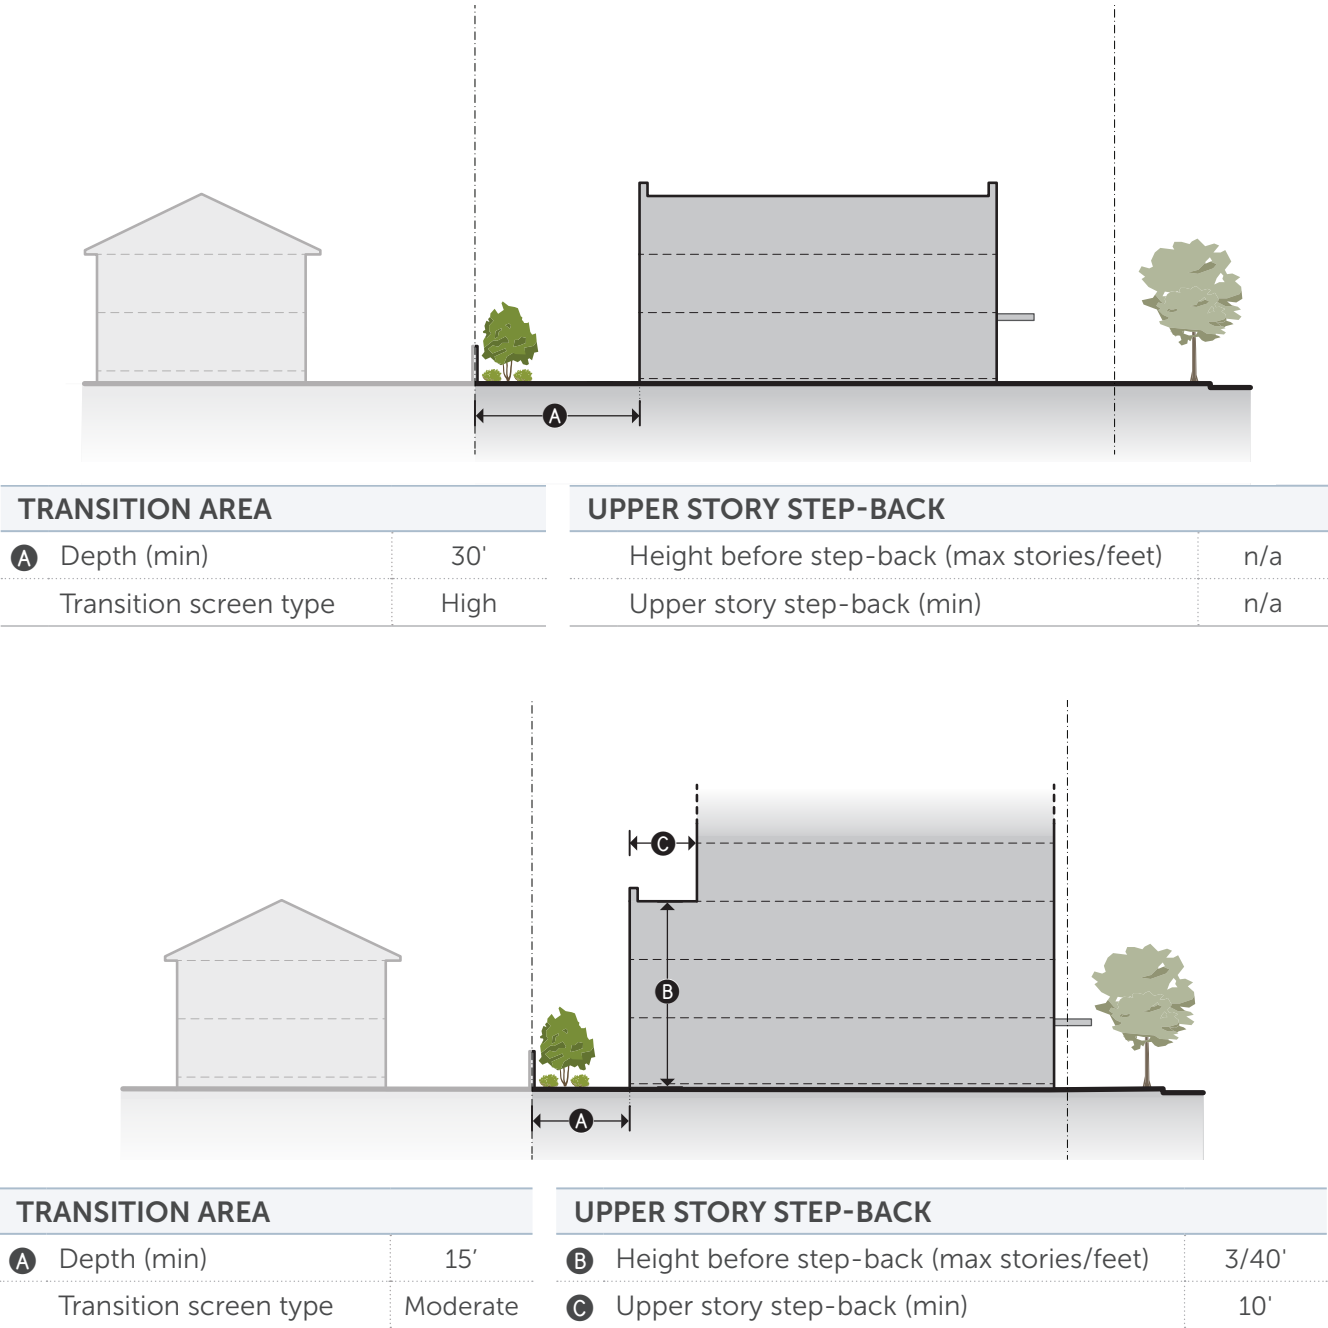 A
TRANSITION AREA
A Depth (min) 30'
Transition screen type High
UPPER STORY STEP-BACK
Height before step-back (max stories/feet) n/a
Upper story step-back (min) n/a
C
B
A
TRANSITION AREA
A Depth (min) 15’
Transition screen type Moderate
UPPER STORY STEP-BACK
B Height before step-back (max stories/feet) 3/40'
C Upper story step-back (min) 10'